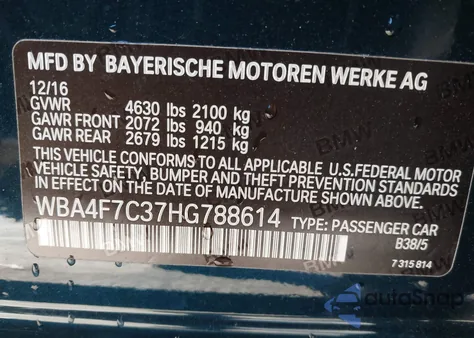 MFD BY BAYERISCHE MOTOREN WERKE AG
12/16
GVWR 4630 lbs 2100 kg
GAWR FRONT 2072 lbs 940 kg
GAWR REAR 2679 lbs 1215 kg
THIS VEHICLE CONFORMS TO ALL APPLICABLE U.S.FEDERAL MOTOR
VEHICLE SAFETY, BUMPER AND THEFT PREVENTION STANDARDS IN EFFECT ON THE
DATE OF MANUFACTURE SHOWN ABOVE.
WBA4F7C37HG788614 TYPE: PASSENGER CAR
B38/5
7 315 814
autoSnap